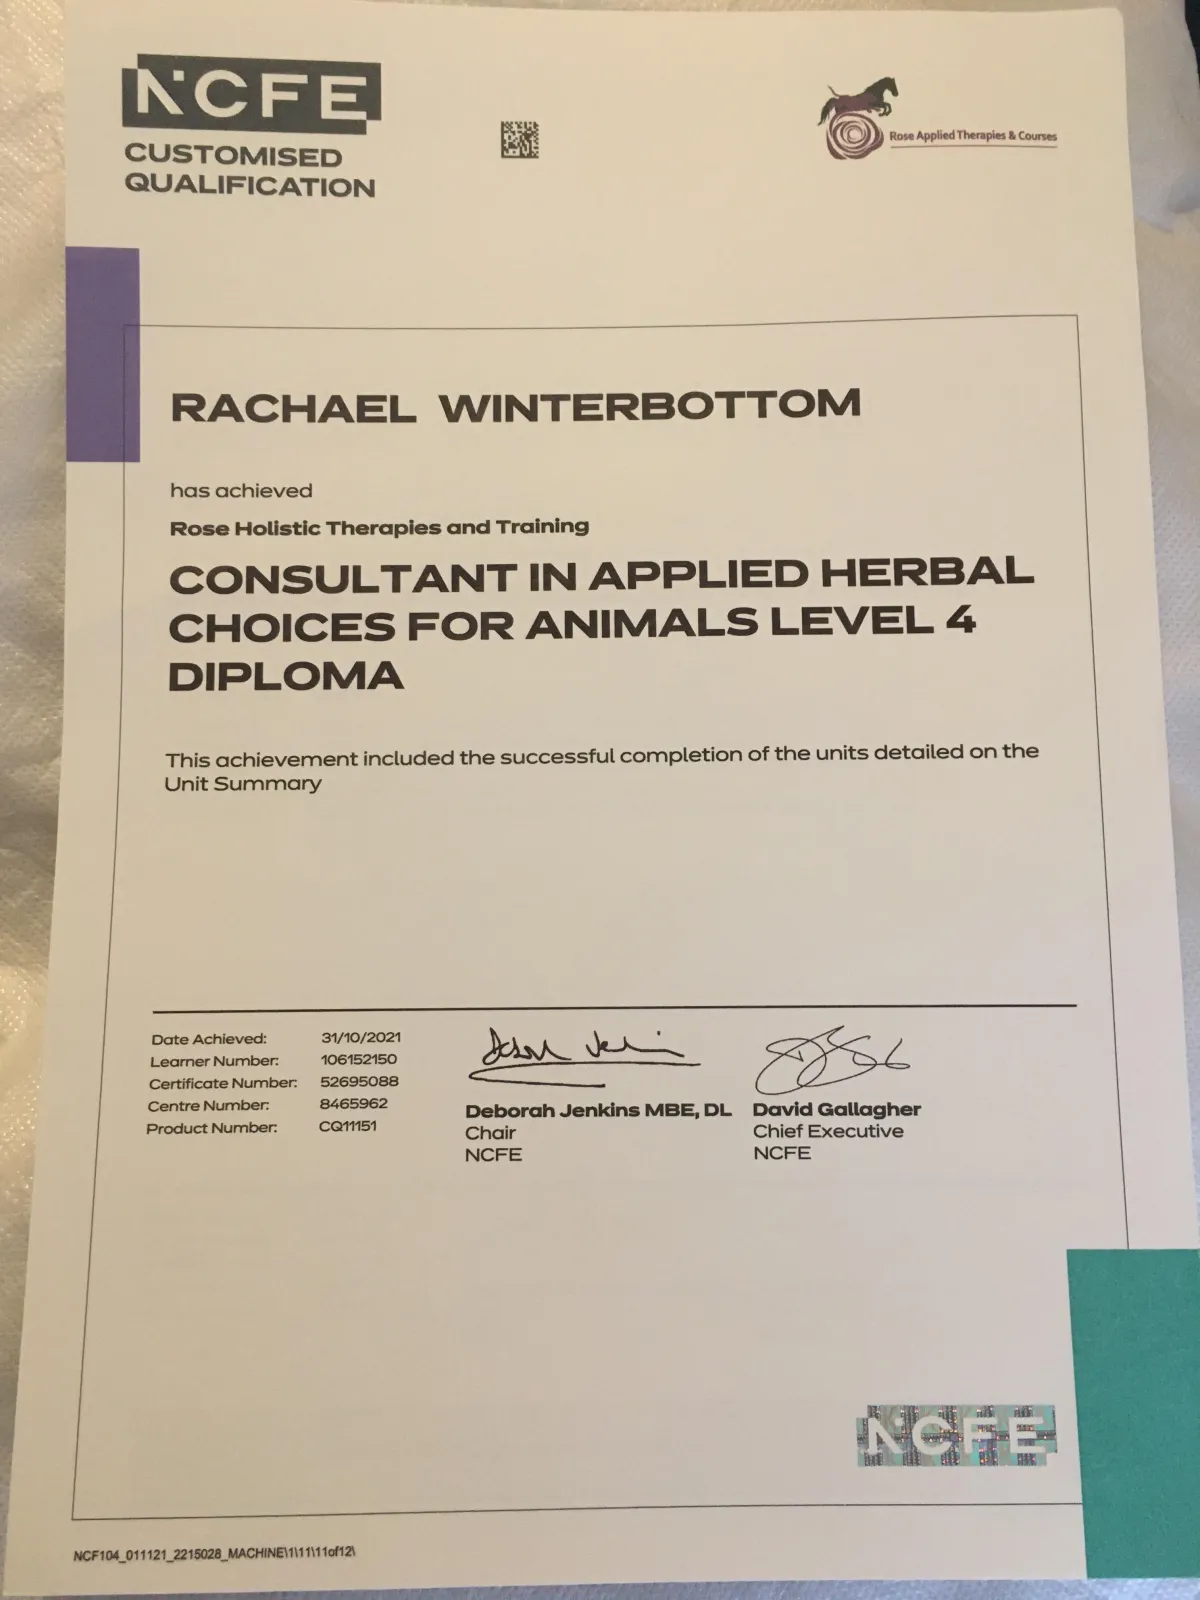 NCFE
CUSTOMISED
QUALIFICATION
Rose Applied Therapies & Courses
RACHAEL WINTERBOTTOM
has achieved
Rose Holistic Therapies and Training
CONSULTANT IN APPLIED HERBAL
CHOICES FOR ANIMALS LEVEL 4
DIPLOMA
This achievement included the successful completion of the units detailed on the
Unit Summary
Date Achieved: 31/10/2021
Learner Number: 106152150
Certificate Number: 52695088
Centre Number: 8465962
Product Number: CQ11151
Deborah Jenkins MBE, DL
Chair
NCFE
David Gallagher
Chief Executive
NCFE
NCFE
NCF104_011121_2215028_MACHINE\1\11\11of12\